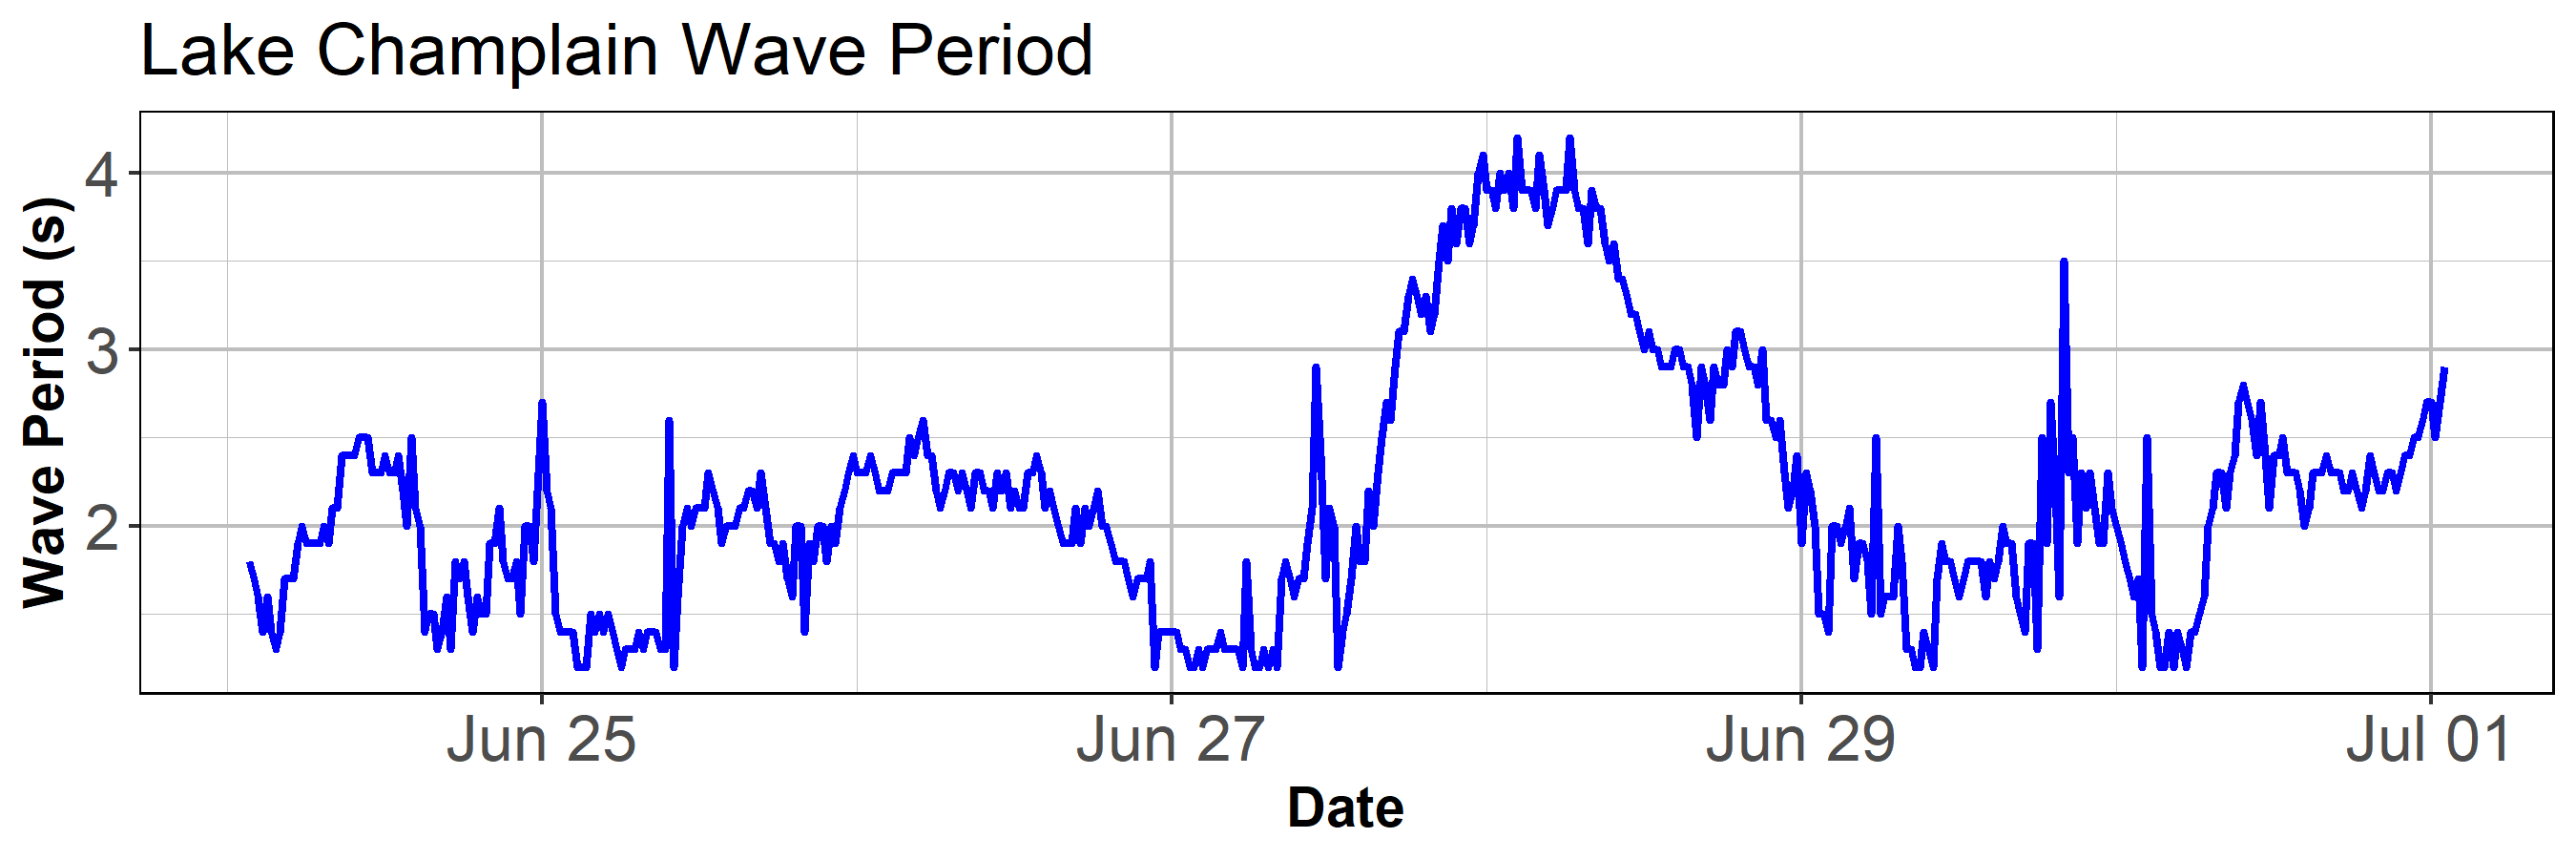 Lake Champlain Wave Period
Wave Period (s)
4
3
2
Jun 25 Jun 27 Jun 29 Jul 01
Date